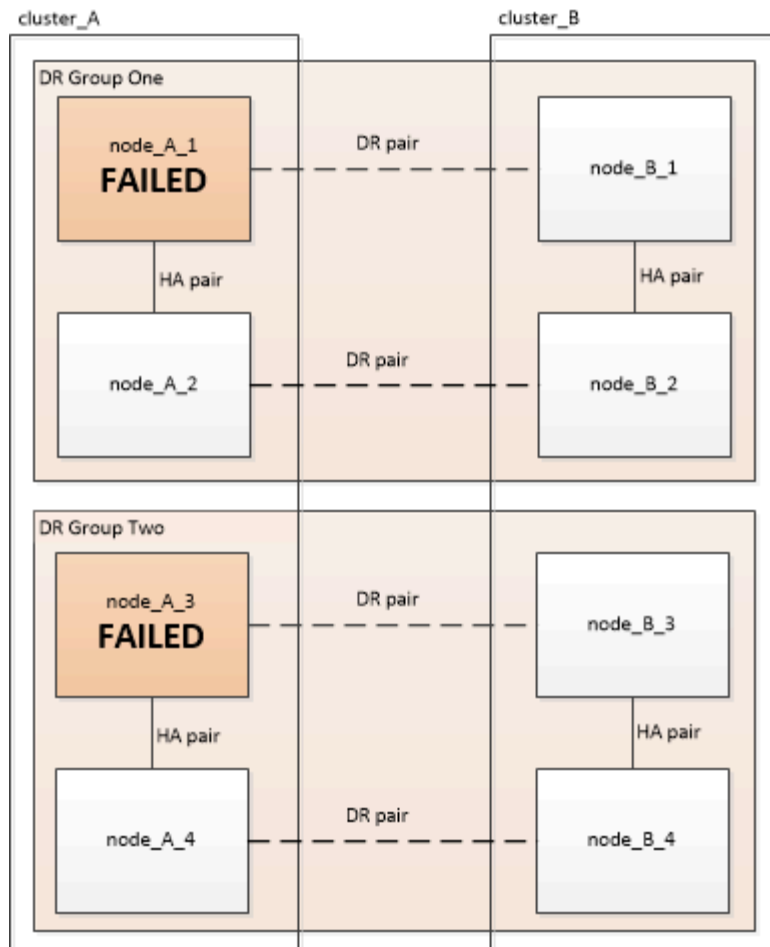 cluster_A
cluster_B
DR Group One
node_A_1
FAILED
DR pair
node_B_1
HA pair
HA pair
node_A_2
DR pair
node_B_2
DR Group Two
node_A_3
FAILED
DR pair
node_B_3
HA pair
HA pair
node_A_4
DR pair
node_B_4